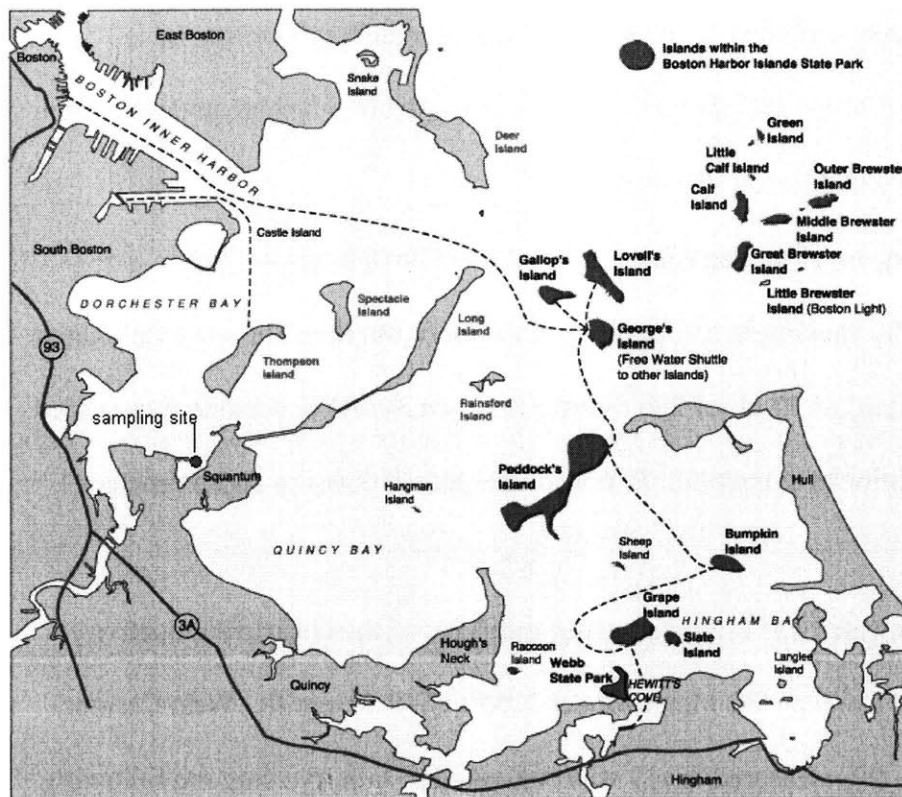 East Boston
Boston
BOSTON INNER HARBOR
Snake
Island
Islands within the
Boston Harbor Islands State Park
Deer
Island
Green
Island
Little
Calf Island
Calf
Island
Outer Brewster
Island
Middle Brewster
Island
Great Brewster
Island
Little Brewster
Island (Boston Light)
South Boston
Castle Island
DORCHESTER BAY
Spectacle
Island
Long
Island
Gallop's
Island
Lovell's
Island
George's
Island
(Free Water Shuttle
to other Islands)
93
Thompson
Island
Rainsford
Island
sampling site
Squantum
Hangman
Island
Peddock's
Island
Hull
QUINCY BAY
Sheep
Island
Bumpkin
Island
3A
Grape
Island
HINGHAM BAY
Slate
Island
Hough's
Neck
Raccoon
Island
Webb
State Park
HEWITT'S
COVE
Langlee
Island
Quincy
Hingham